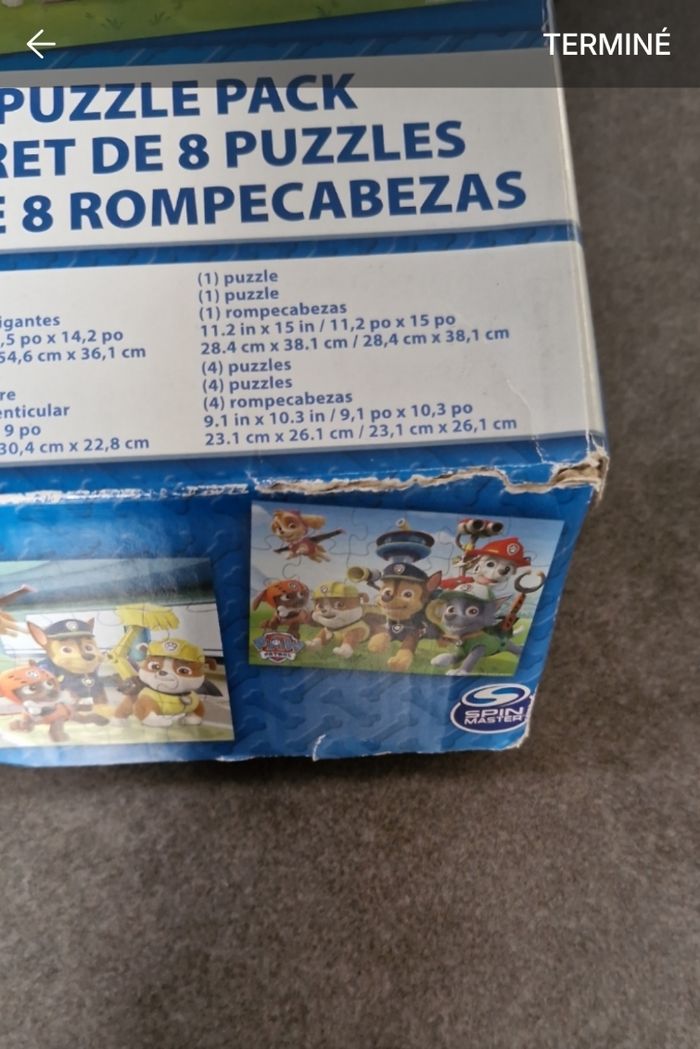 TERMINÉ
PUZZLE PACK
RET DE 8 PUZZLES
E 8 ROMPECABEZAS
(1) puzzle
(1) puzzle
(1) rompecabezas
11.2 in x 15 in / 11,2 po x 15 po
28.4 cm x 38.1 cm / 28,4 cm x 38,1 cm
(4) puzzles
(4) puzzles
(4) rompecabezas
9.1 in x 10.3 in / 9,1 po x 10,3 po
23.1 cm x 26.1 cm / 23,1 cm x 26,1 cm
igantes
,5 po x 14,2 po
54,6 cm x 36,1 cm
re
enticular
9 po
30,4 cm x 22,8 cm
PAW
PATROL
SPIN
MASTER